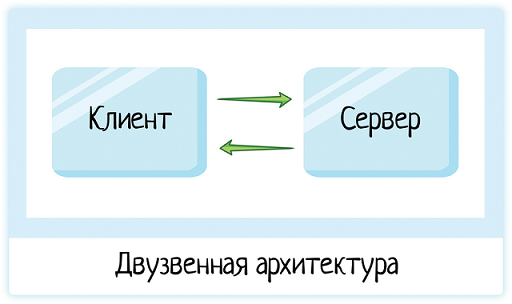 Клиент
Сервер
Двузвенная архитектура